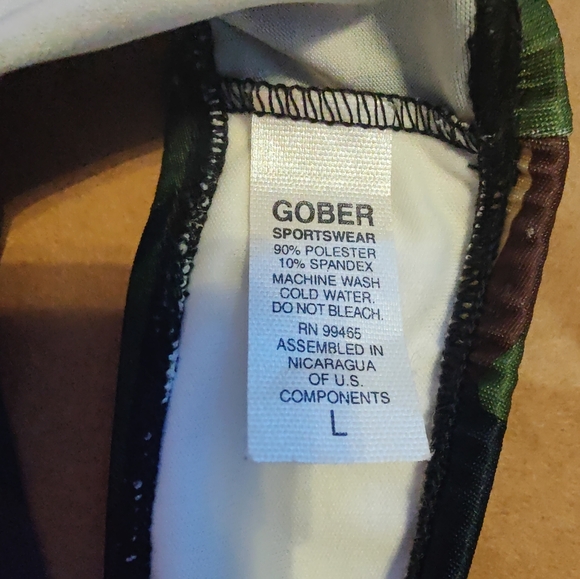 GOBER
SPORTSWEAR
90% POLESTER
10% SPANDEX
MACHINE WASH
COLD WATER.
DO NOT BLEACH.
RN 99465
ASSEMBLED IN
NICARAGUA
OF U.S.
COMPONENTS
L